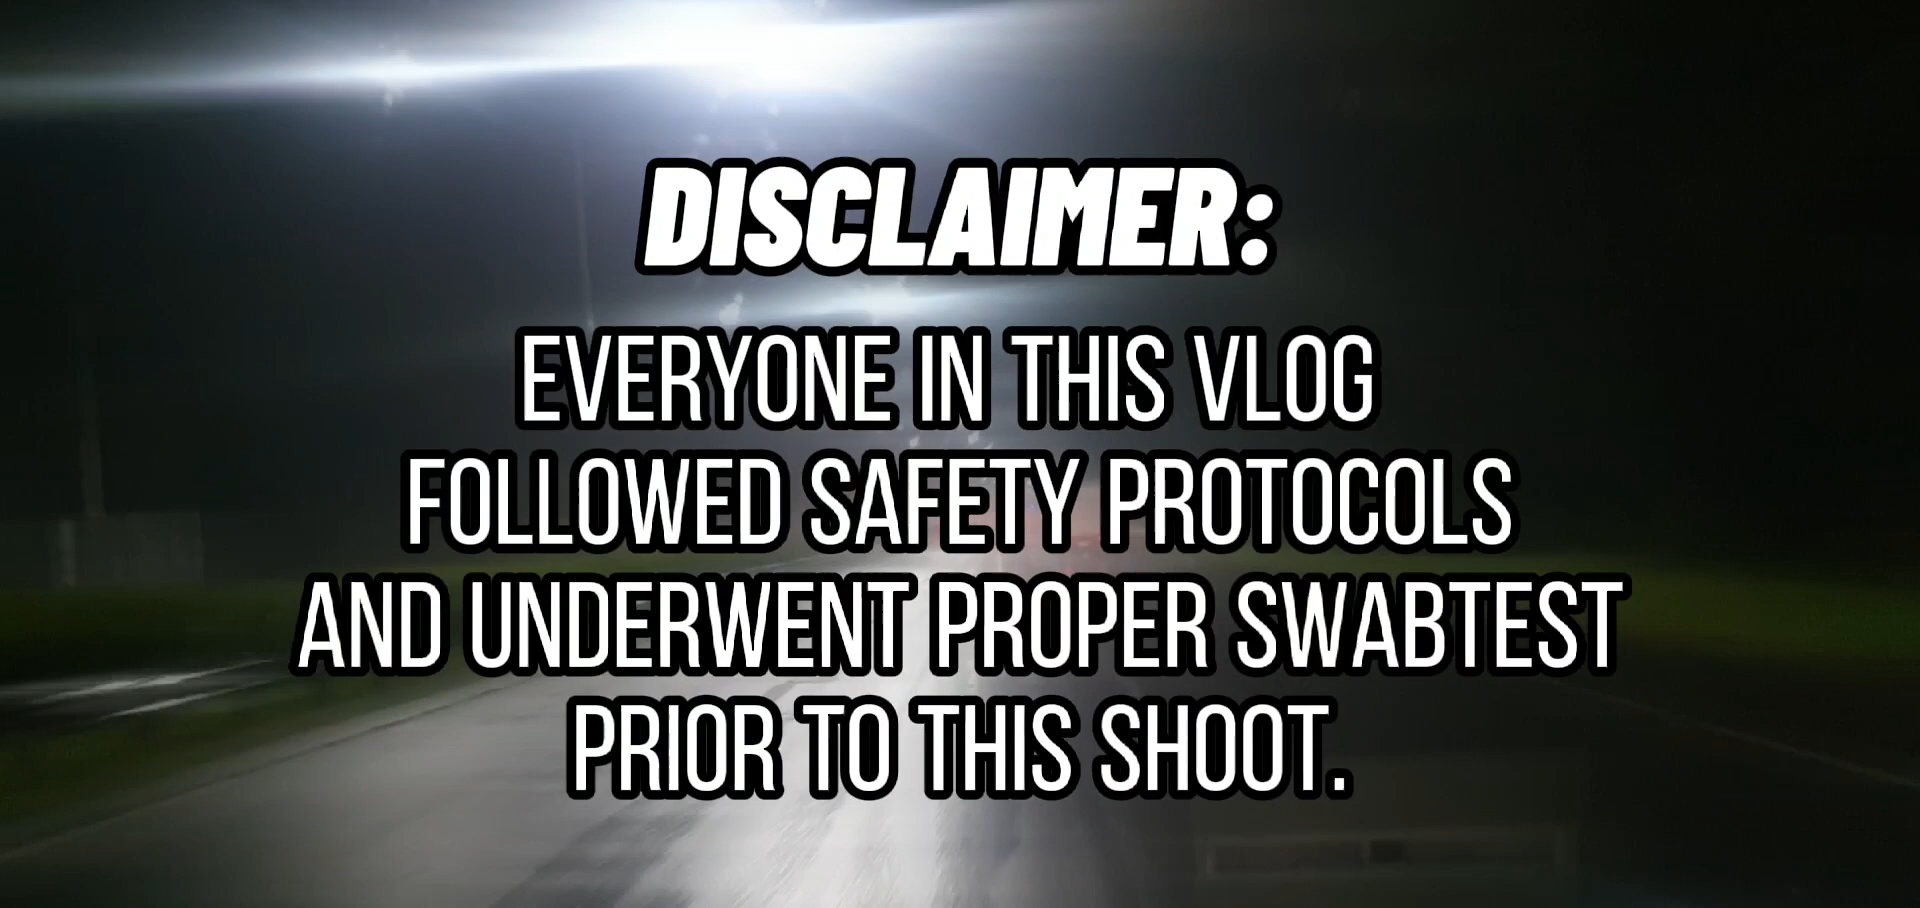 DISCLAIMER:
EVERYONE IN THIS VLOG
FOLLOWED SAFETY PROTOCOLS
AND UNDERWENT PROPER SWABTEST
PRIOR TO THIS SHOOT.